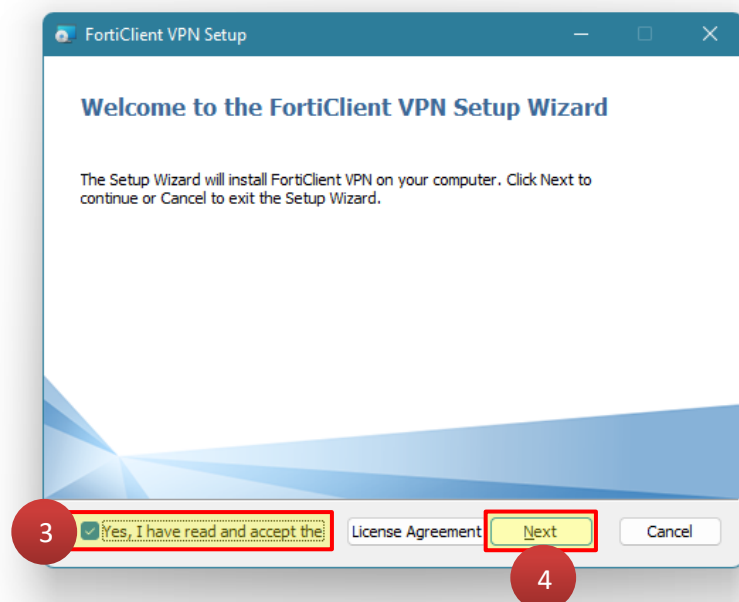 FortiClient VPN Setup
Welcome to the FortiClient VPN Setup Wizard
The Setup Wizard will install FortiClient VPN on your computer. Click Next to
continue or Cancel to exit the Setup Wizard.
3 Yes, I have read and accept the License Agreement Next Cancel
4